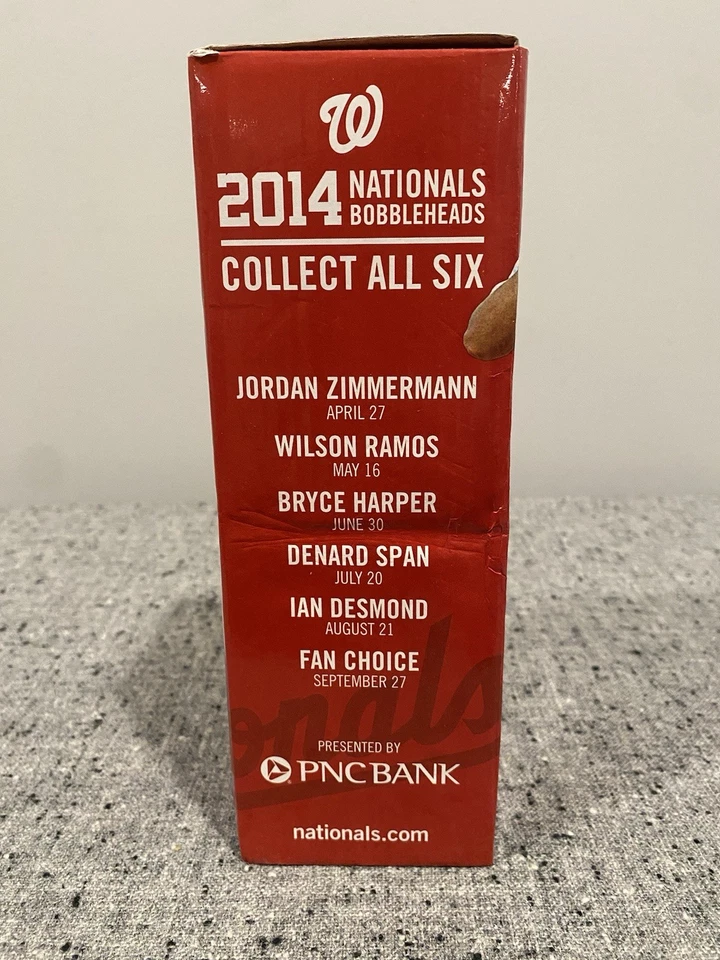 W
2014 NATIONALS
BOBBLEHEADS
COLLECT ALL SIX
JORDAN ZIMMERMANN
APRIL 27
WILSON RAMOS
MAY 16
BRYCE HARPER
JUNE 30
DENARD SPAN
JULY 20
IAN DESMOND
AUGUST 21
FAN CHOICE
SEPTEMBER 27
onals
PRESENTED BY
PNC BANK
nationals.com